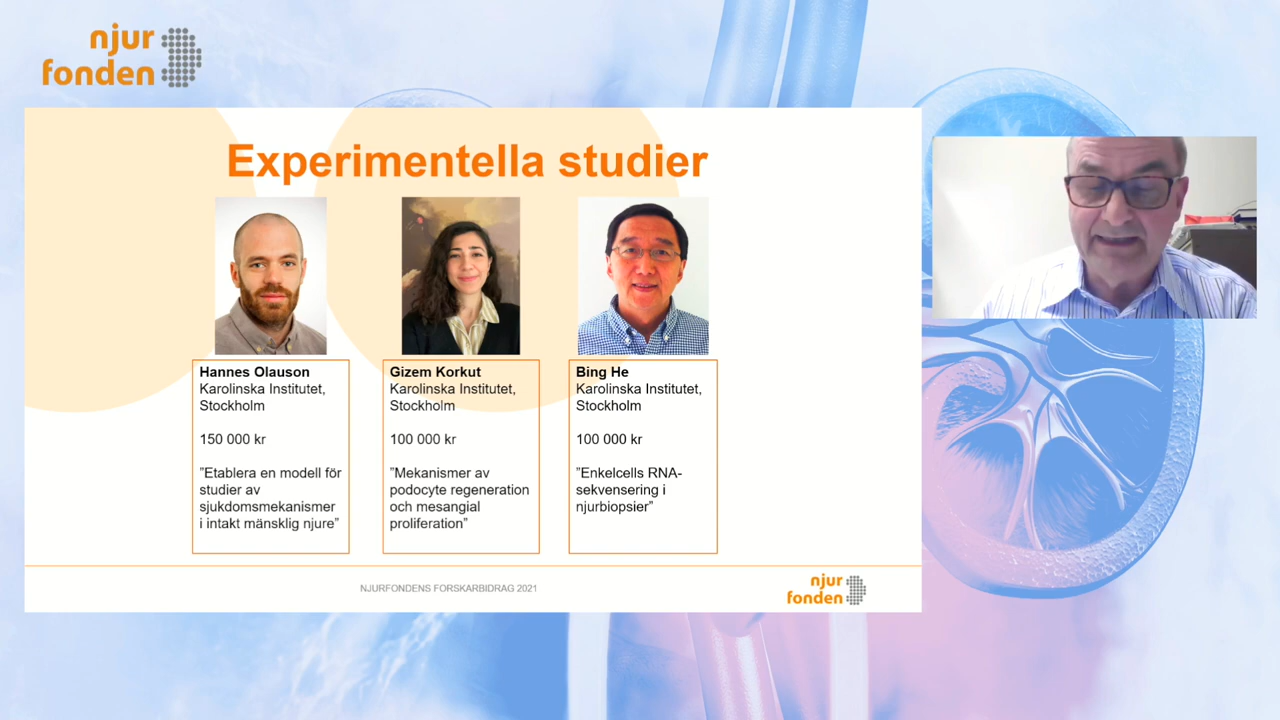 njur
fonden
Experimentella studier
Hannes Olauson
Karolinska Institutet,
Stockholm
150 000 kr
”Etablera en modell för
studier av
sjukdomsmekanismer
i intakt mänsklig njure”
Gizem Korkut
Karolinska Institutet,
Stockholm
100 000 kr
”Mekanismer av
podocyte regeneration
och mesangial
proliferation”
Bing He
Karolinska Institutet,
Stockholm
100 000 kr
”Enkelcells RNA-
sekvensering i
njurbiopsier”
NJURFONDENS FORSKARBIDRAG 2021
njur
fonden